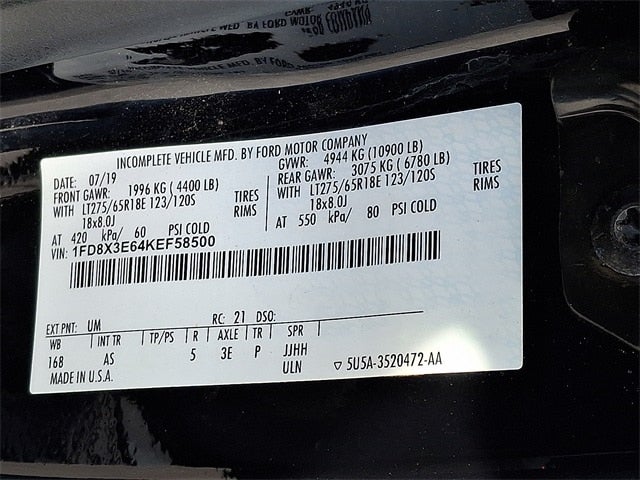 INCOMPLETE VEHICLE MFD. BY FORD MOTOR COMPANY
DATE: 07/19 GVWR: 4944 KG (10900 LB)
FRONT GAWR: 1996 KG (4400 LB) REAR GAWR: 3075 KG (6780 LB)
WITH LT275/65R18E 123/120S TIRES WITH LT275/65R18E 123/120S TIRES
18x8.0J RIMS 18x8.0J RIMS
AT 420 kPa/ 60 PSI COLD AT 550 kPa/ 80 PSI COLD
VIN: 1FD8X3E64KEF58500
EXT PNT: UM RC: 21 DSO:
WB INT TR TP/PS R AXLE TR SPR
168 AS 5 3E P JJHH
ULN
MADE IN U.S.A. ▽ 5U5A-3520472-AA